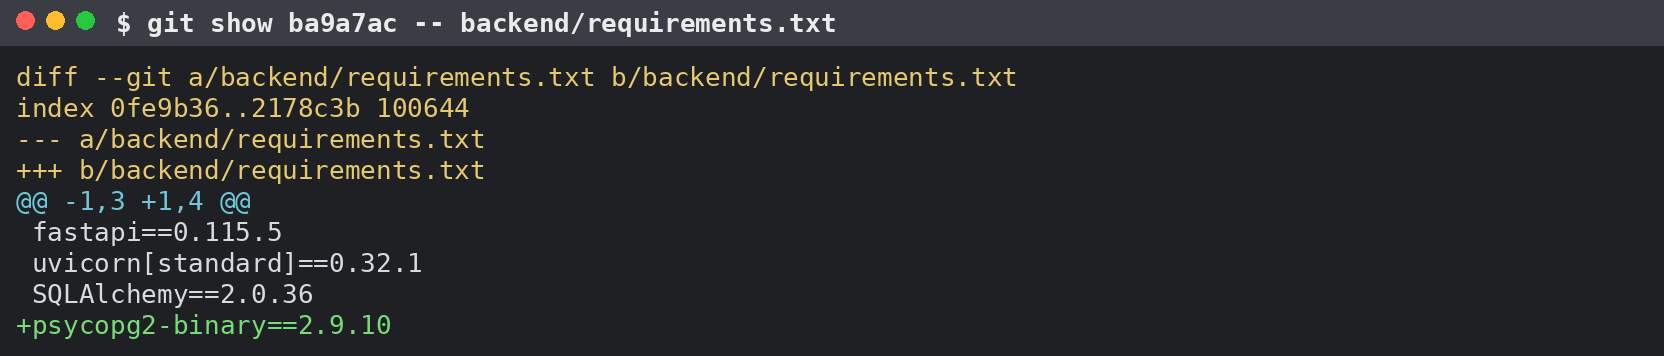 $ git show ba9a7ac -- backend/requirements.txt
diff --git a/backend/requirements.txt b/backend/requirements.txt
index 0fe9b36..2178c3b 100644
--- a/backend/requirements.txt
+++ b/backend/requirements.txt
@@ -1,3 +1,4 @@
 fastapi==0.115.5
 uvicorn[standard]==0.32.1
 SQLAlchemy==2.0.36
+psycopg2-binary==2.9.10